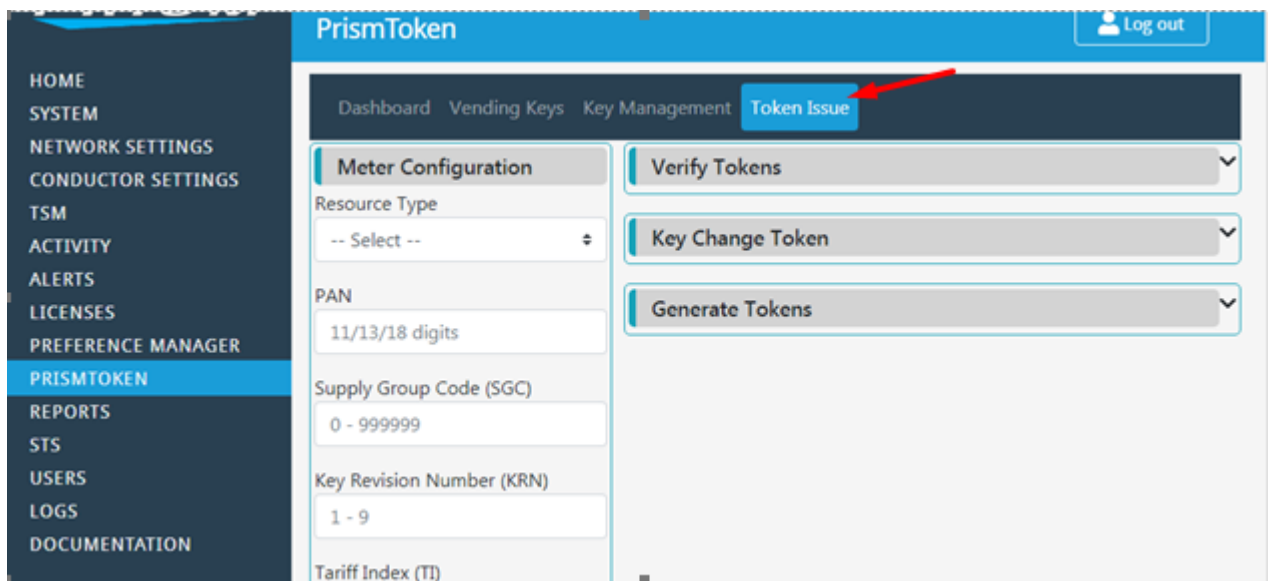 PrismToken
Log out
HOME
SYSTEM
NETWORK SETTINGS
CONDUCTOR SETTINGS
TSM
ACTIVITY
ALERTS
LICENSES
PREFERENCE MANAGER
PRISMTOKEN
REPORTS
STS
USERS
LOGS
DOCUMENTATION
Dashboard Vending Keys Key Management Token Issue
Meter Configuration
Resource Type
-- Select --
PAN
11/13/18 digits
Supply Group Code (SGC)
0 - 999999
Key Revision Number (KRN)
1 - 9
Tariff Index (TI)
Verify Tokens
Key Change Token
Generate Tokens